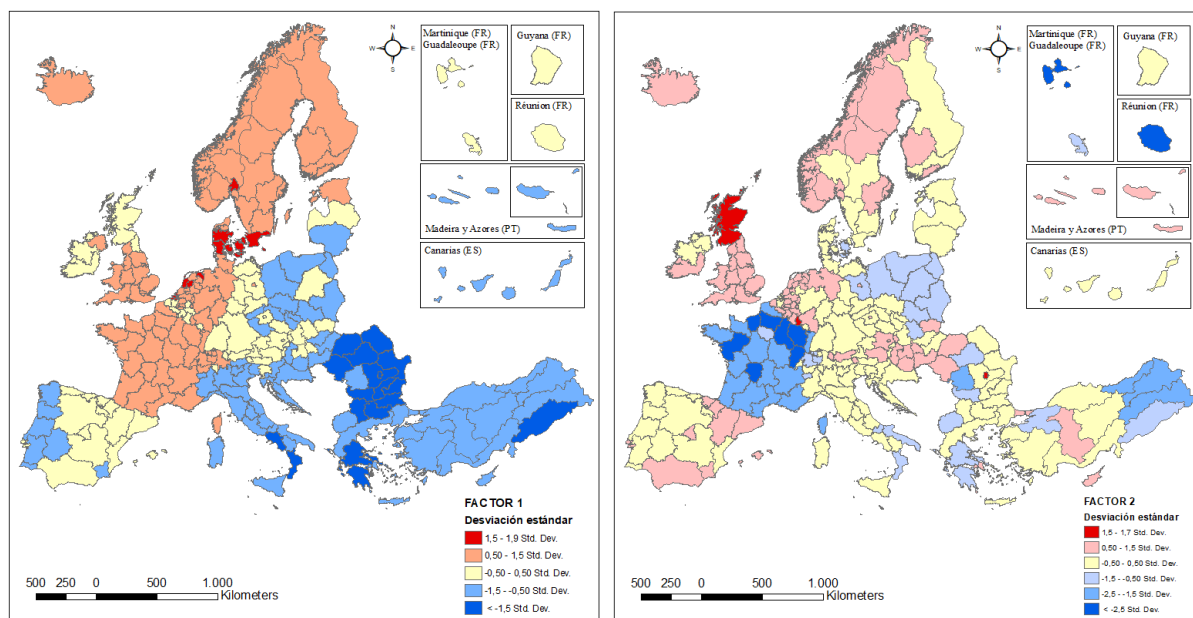 N
W E
S
Martinique (FR)
Guadaleoupe (FR)
Guyana (FR)
Réunion (FR)
Madeira y Azores (PT)
Canarias (ES)
FACTOR 1
Desviación estándar
1,5 - 1,9 Std. Dev.
0,50 - 1,5 Std. Dev.
-0,50 - 0,50 Std. Dev.
-1,5 - -0,50 Std. Dev.
< -1,5 Std. Dev.
500 250 0 500 1.000
Kilometers
N
W E
S
Martinique (FR)
Guadaleoupe (FR)
Guyana (FR)
Réunion (FR)
Madeira y Azores (PT)
Canarias (ES)
FACTOR 2
Desviación estándar
1,5 - 1,7 Std. Dev.
0,50 - 1,5 Std. Dev.
-0,50 - 0,50 Std. Dev.
-1,5 - -0,50 Std. Dev.
-2,5 - -1,5 Std. Dev.
< -2,5 Std. Dev.
500 250 0 500 1.000
Kilometers